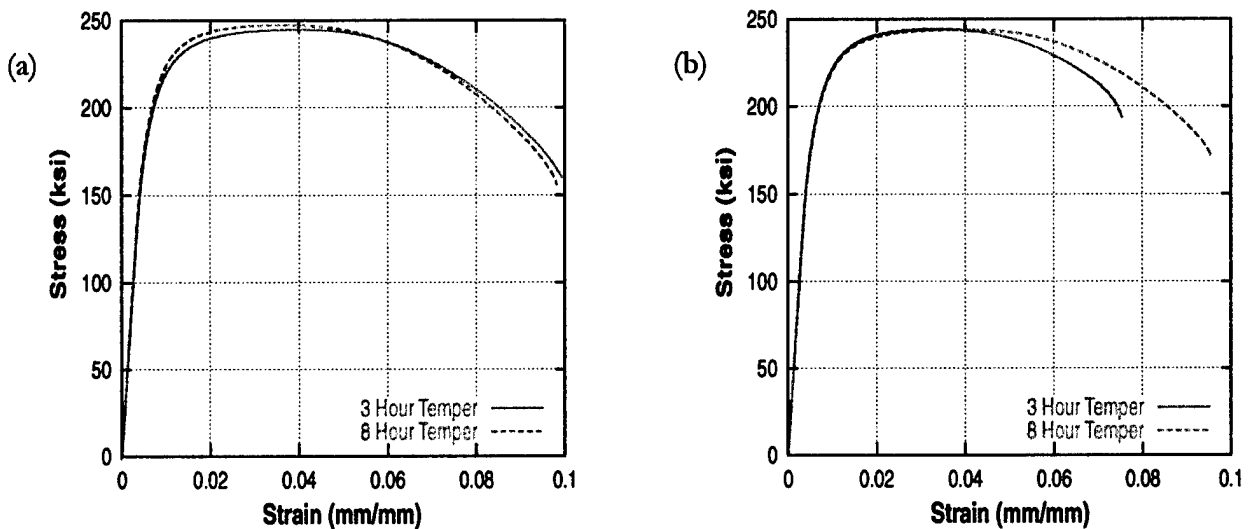 (a)
250
200
150
100
50
0
Stress (ksi)
3 Hour Temper
8 Hour Temper
0 0.02 0.04 0.06 0.08 0.1
Strain (mm/mm)
(b)
250
200
150
100
50
0
Stress (ksi)
3 Hour Temper
8 Hour Temper
0 0.02 0.04 0.06 0.08 0.1
Strain (mm/mm)